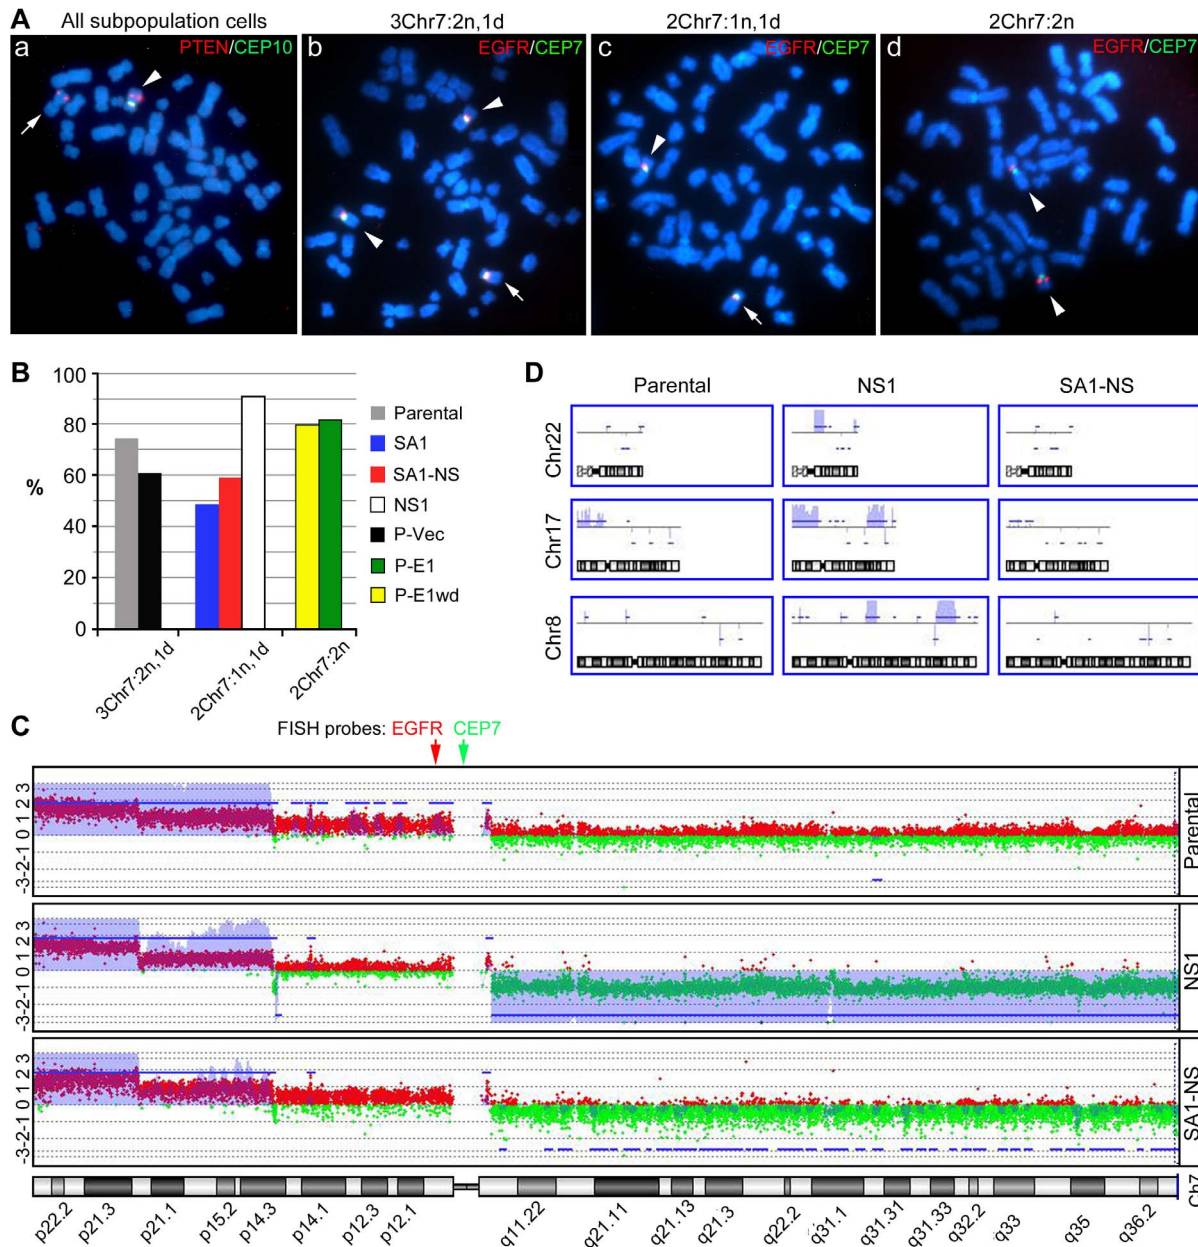 A
All subpopulation cells
3Chr7:2n,1d
2Chr7:1n,1d
2Chr7:2n
a
PTEN/CEP10
b
EGFR/CEP7
c
EGFR/CEP7
d
EGFR/CEP7
B
100
80
60
40
20
0
%
3Chr7:2n,1d
2Chr7:1n,1d
2Chr7:2n
Parental
SA1
SA1-NS
NS1
P-Vec
P-E1
P-E1wd
D
Parental
NS1
SA1-NS
Chr22
Chr17
Chr8
C
FISH probes: EGFR CEP7
-3-2-1 0 1 2 3
Parental
-3-2-1 0 1 2 3
NS1
-3-2-1 0 1 2 3
SA1-NS
Ch7
p22.2
p21.3
p21.1
p15.2
p14.3
p14.1
p12.3
p12.1
q11.22
q21.11
q21.13
q21.3
q22.2
q31.1
q31.31
q31.33
q32.2
q33
q35
q36.2